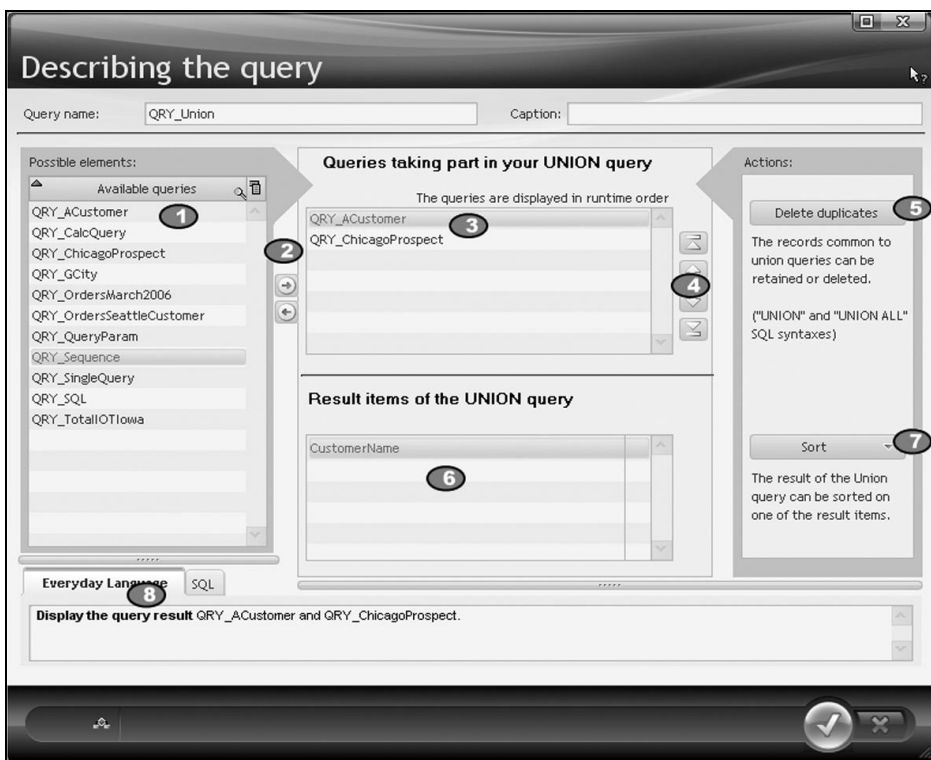 Describing the query
Query name: QRY_Union Caption:
Possible elements:
Available queries
QRY_ACustomer 1
QRY_CalcQuery
QRY_ChicagoProspect
QRY_GCity
QRY_OrdersMarch2006
QRY_OrdersSeattleCustomer
QRY_QueryParam
QRY_Sequence
QRY_SingleQuery
QRY_SQL
QRY_TotalIOTIowa
2
Queries taking part in your UNION query
The queries are displayed in runtime order
QRY_ACustomer 3
QRY_ChicagoProspect
4
Result items of the UNION query
CustomerName
6
Actions:
Delete duplicates 5
The records common to
union queries can be
retained or deleted.
("UNION" and "UNION ALL"
SQL syntaxes)
Sort 7
The result of the Union
query can be sorted on
one of the result items.
Everyday Language SQL
8
Display the query result QRY_ACustomer and QRY_ChicagoProspect.